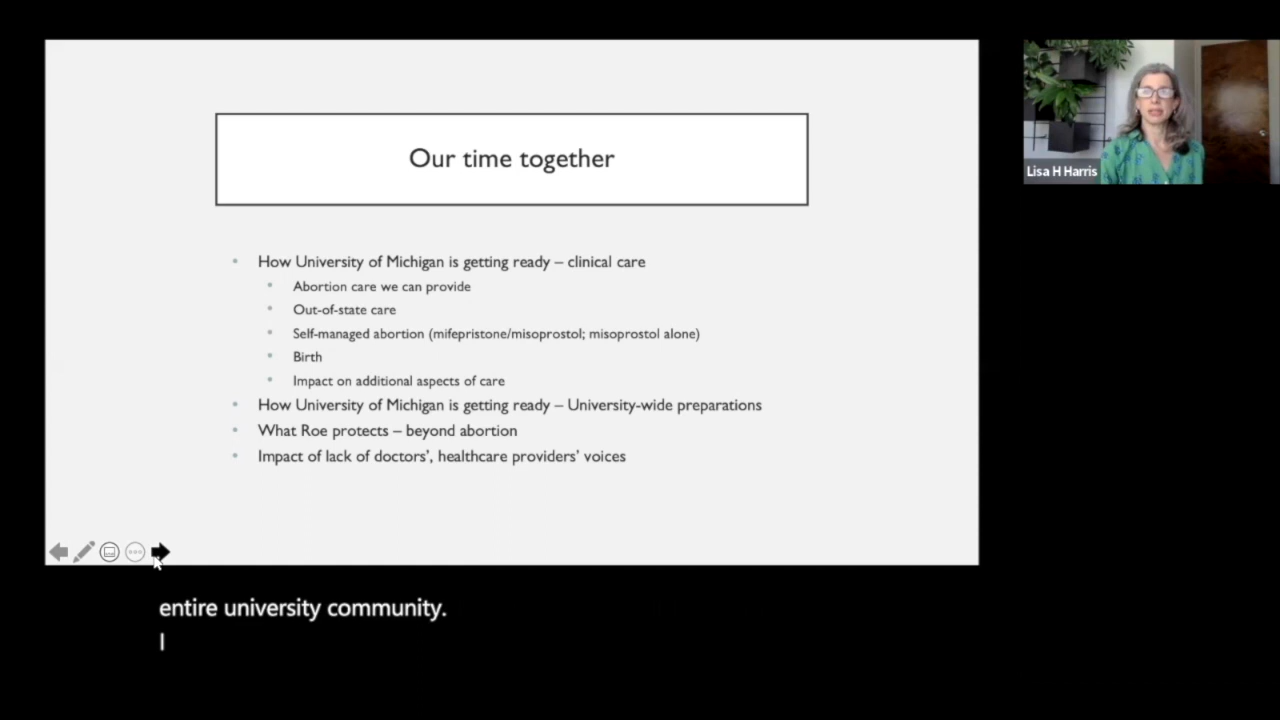 Our time together
How University of Michigan is getting ready – clinical care
Abortion care we can provide
Out-of-state care
Self-managed abortion (mifepristone/misoprostol; misoprostol alone)
Birth
Impact on additional aspects of care
How University of Michigan is getting ready – University-wide preparations
What Roe protects – beyond abortion
Impact of lack of doctors’, healthcare providers’ voices
Lisa H Harris
entire university community.
I